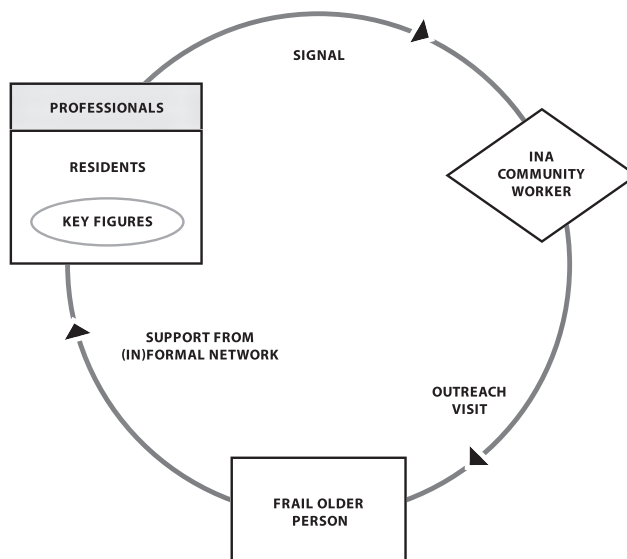 SIGNAL
PROFESSIONALS
RESIDENTS
KEY FIGURES
INA
COMMUNITY
WORKER
SUPPORT FROM
(IN)FORMAL NETWORK
OUTREACH
VISIT
FRAIL OLDER
PERSON